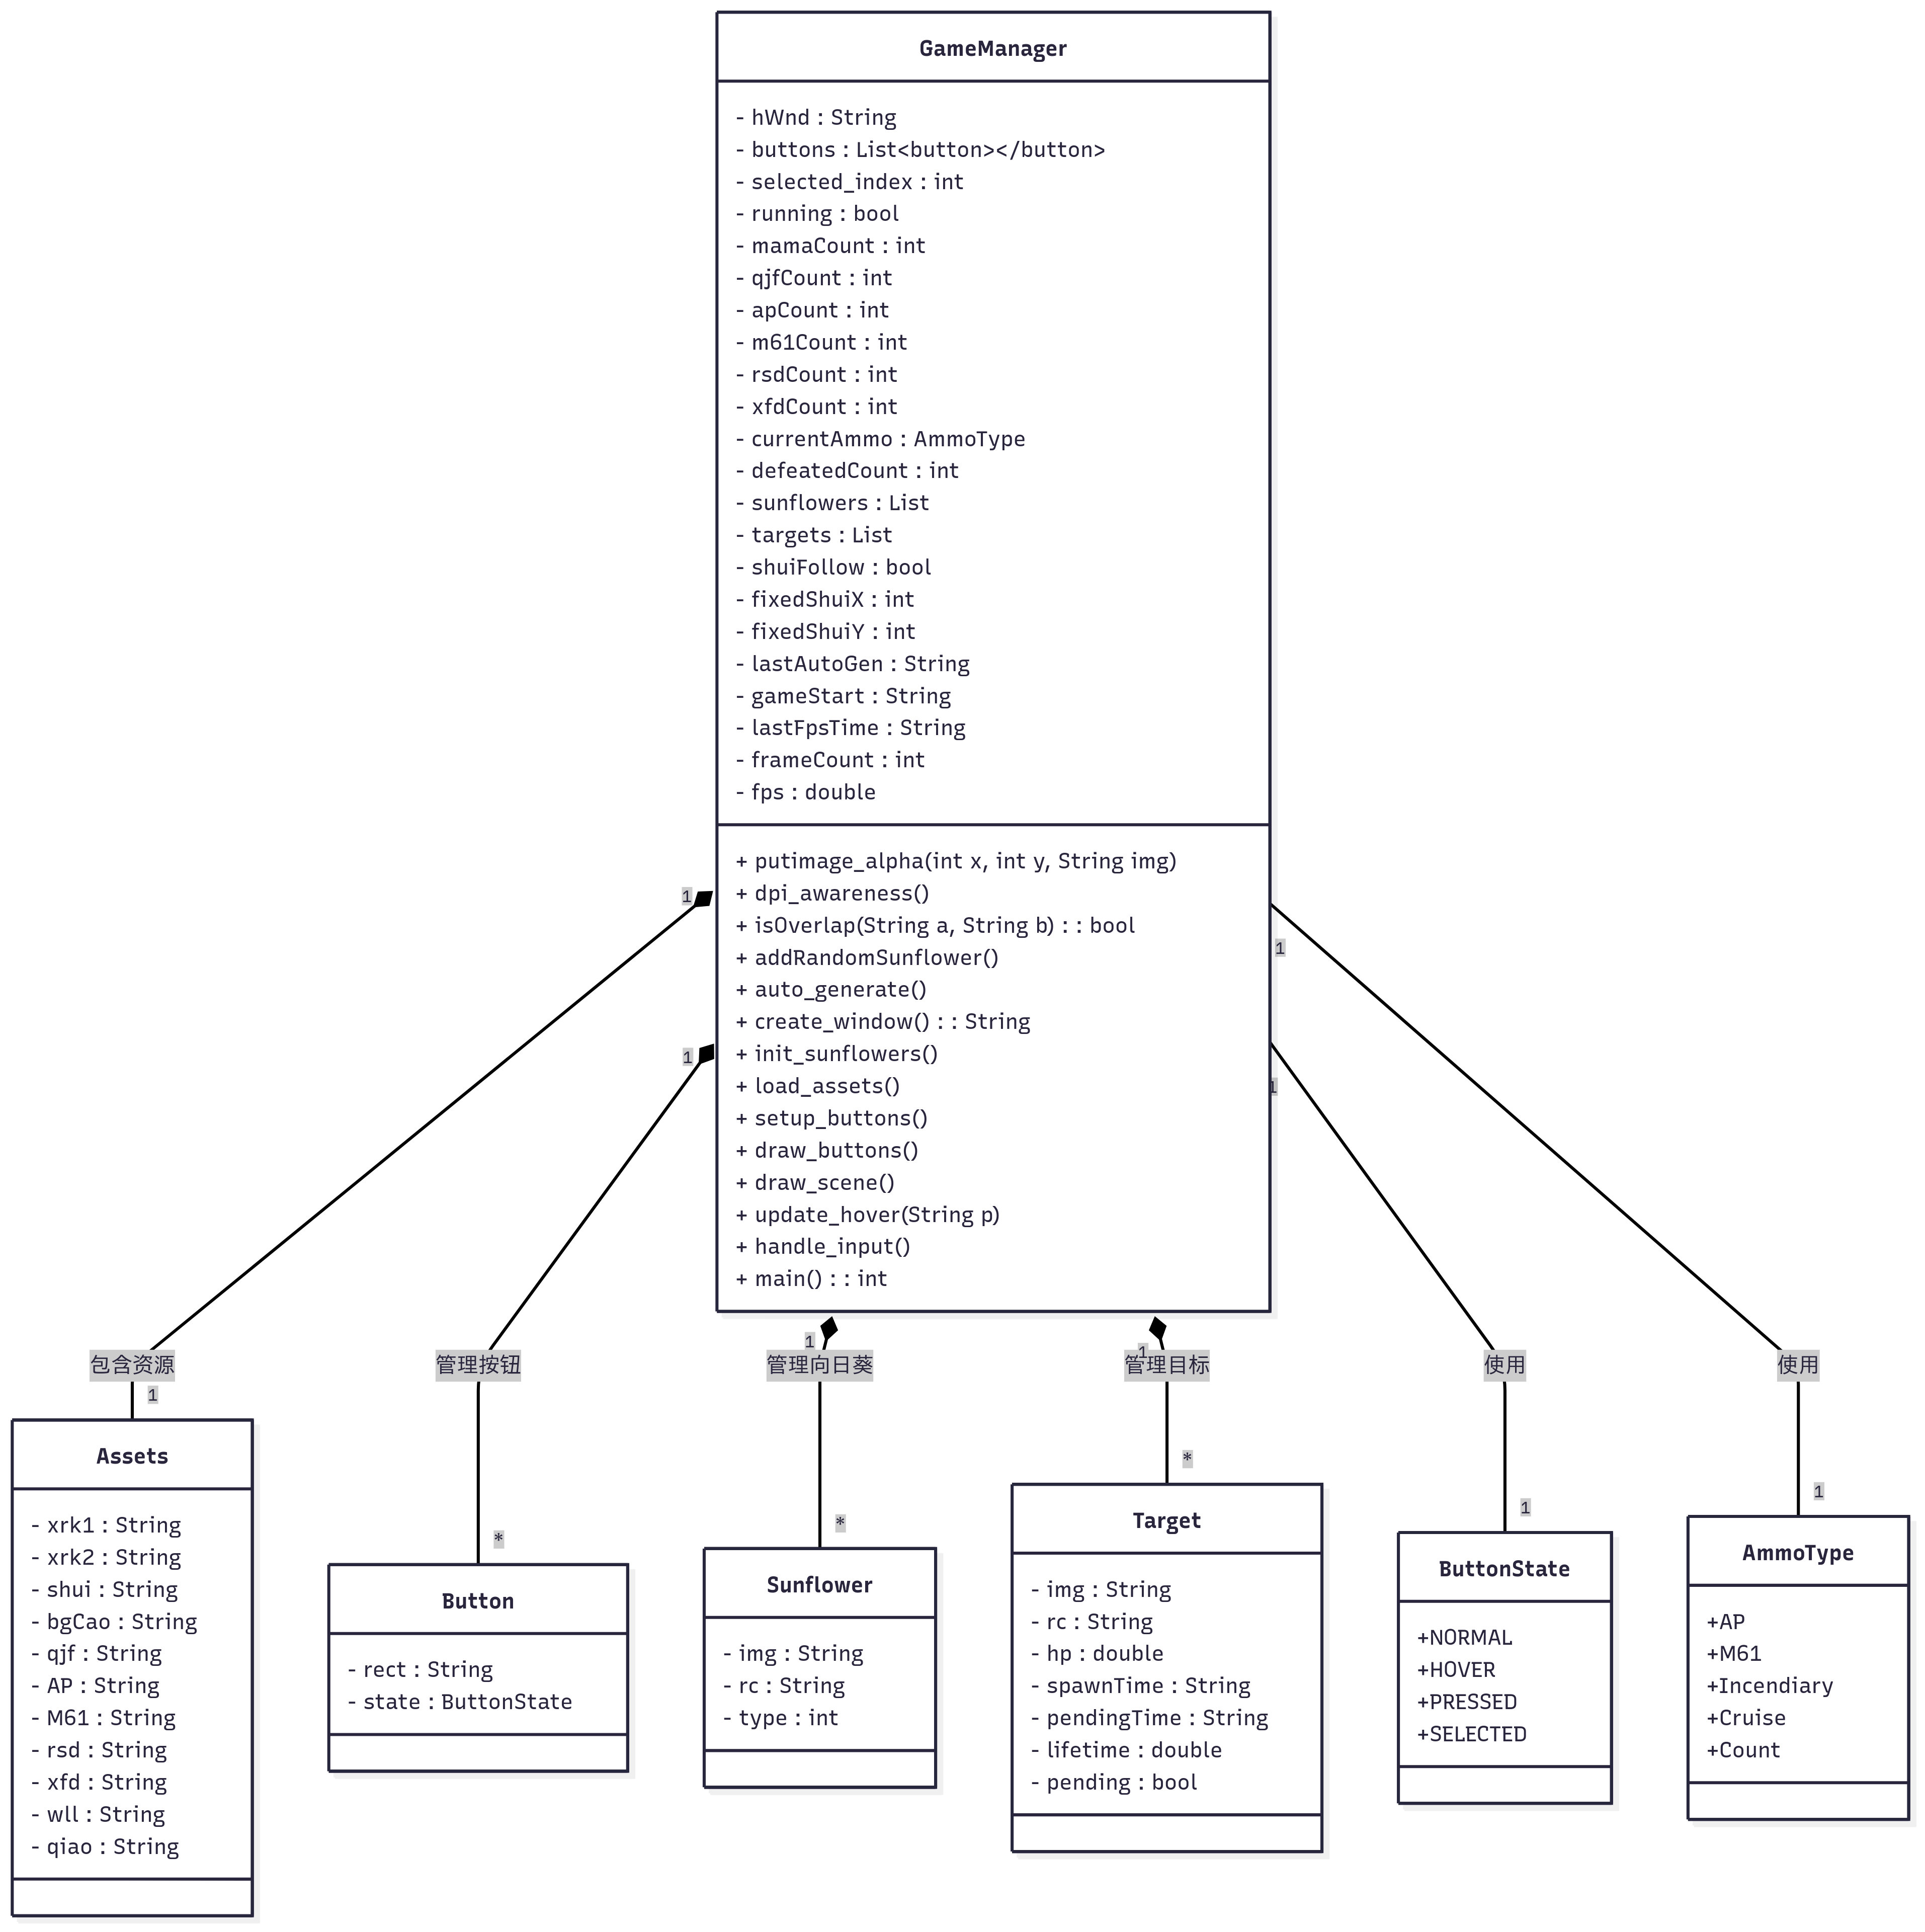 GameManager
- hWnd : String
- buttons : List<button></button>
- selected_index : int
- running : bool
- mamaCount : int
- qjfCount : int
- apCount : int
- m61Count : int
- rsdCount : int
- xfdCount : int
- currentAmmo : AmmoType
- defeatedCount : int
- sunflowers : List
- targets : List
- shuiFollow : bool
- fixedShuiX : int
- fixedShuiY : int
- lastAutoGen : String
- gameStart : String
- lastFpsTime : String
- frameCount : int
- fps : double
+ putimage_alpha(int x, int y, String img)
+ dpi_awareness()
+ isOverlap(String a, String b) : : bool
+ addRandomSunflower()
+ auto_generate()
+ create_window() : : String
+ init_sunflowers()
+ load_assets()
+ setup_buttons()
+ draw_buttons()
+ draw_scene()
+ update_hover(String p)
+ handle_input()
+ main() : : int
1
1
1
1
1
1
包含资源
管理按钮
管理向日葵
管理目标
使用
使用
1
*
*
*
1
1
Assets
- xrk1 : String
- xrk2 : String
- shui : String
- bgCao : String
- qjf : String
- AP : String
- M61 : String
- rsd : String
- xfd : String
- wll : String
- qiao : String
Button
- rect : String
- state : ButtonState
Sunflower
- img : String
- rc : String
- type : int
Target
- img : String
- rc : String
- hp : double
- spawnTime : String
- pendingTime : String
- lifetime : double
- pending : bool
ButtonState
+NORMAL
+HOVER
+PRESSED
+SELECTED
AmmoType
+AP
+M61
+Incendiary
+Cruise
+Count